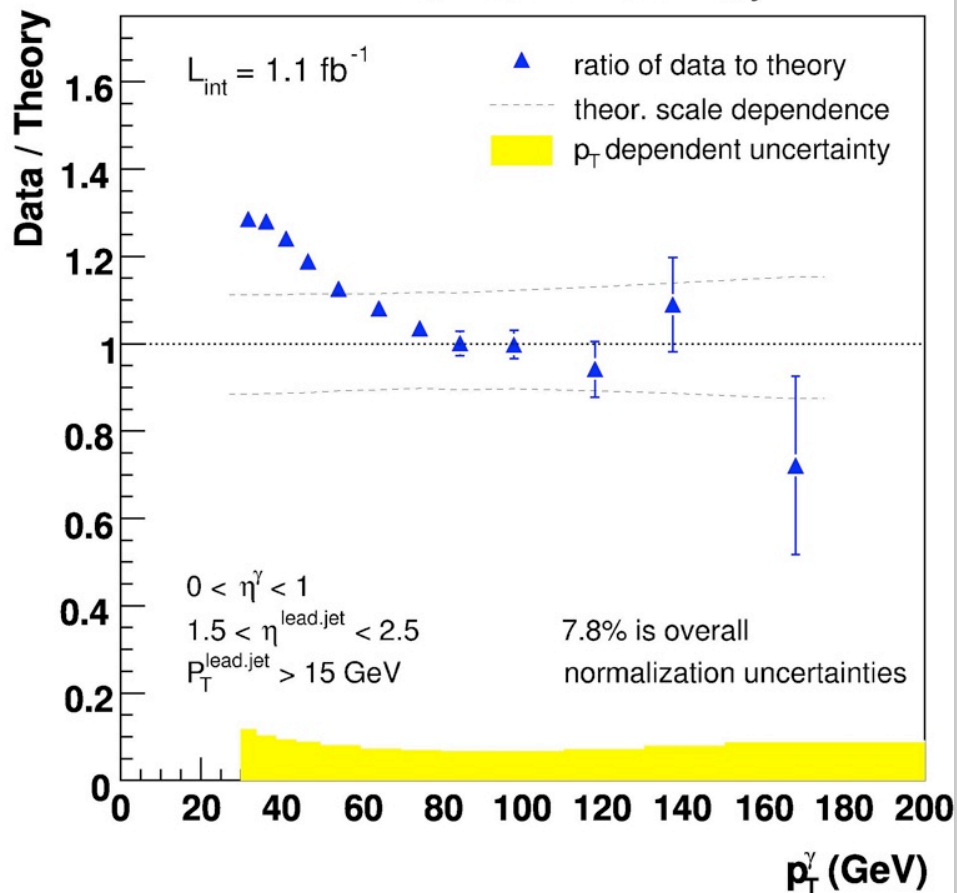 L_int = 1.1 fb^-1
ratio of data to theory
theor. scale dependence
p_T dependent uncertainty
Data / Theory
1.6
1.4
1.2
1
0.8
0.6
0.4
0.2
0
0 < η^γ < 1
1.5 < η^lead.jet < 2.5
P_T^lead.jet > 15 GeV
7.8% is overall
normalization uncertainties
0 20 40 60 80 100 120 140 160 180 200
p_T^γ (GeV)